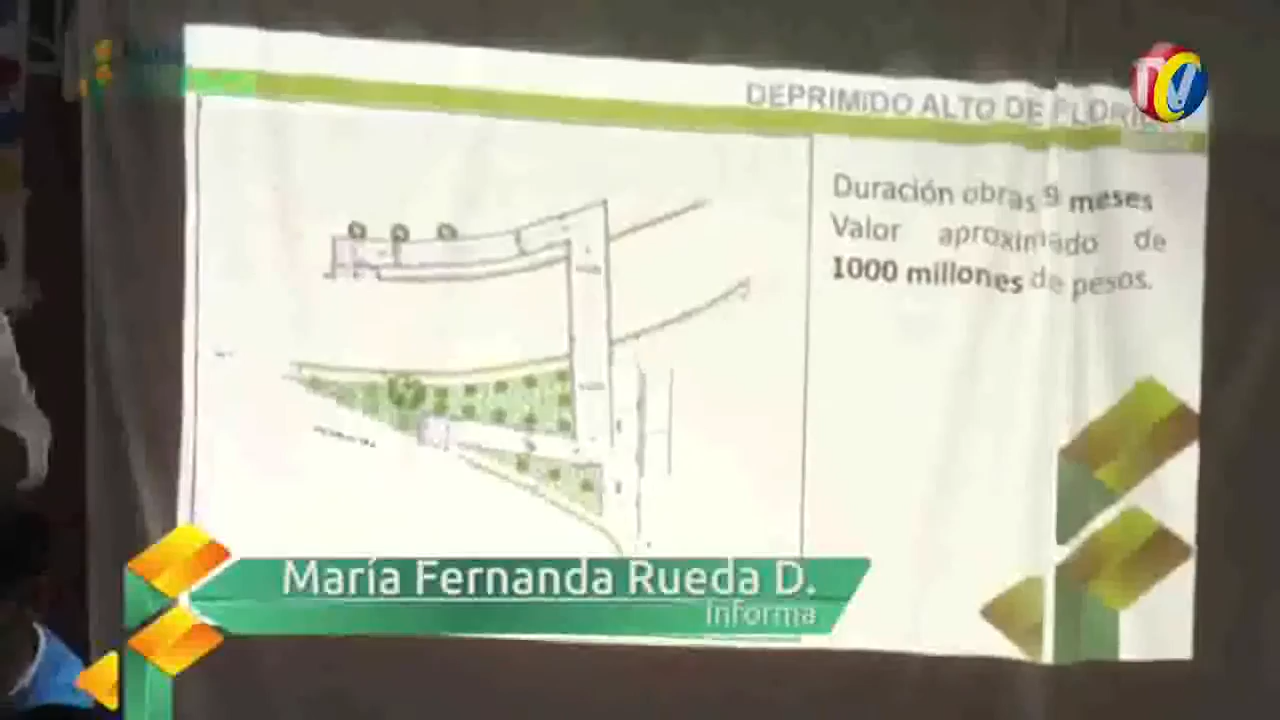 DEPRIMIDO ALTO DE
Duración obras 9 meses
Valor aproximado de
1000 millones de pesos.
María Fernanda Rueda D.
informa